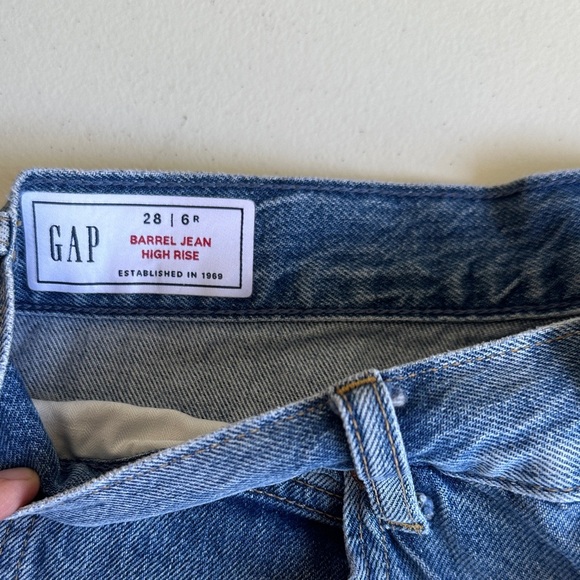 GAP
28 | 6R
BARREL JEAN
HIGH RISE
ESTABLISHED IN 1969